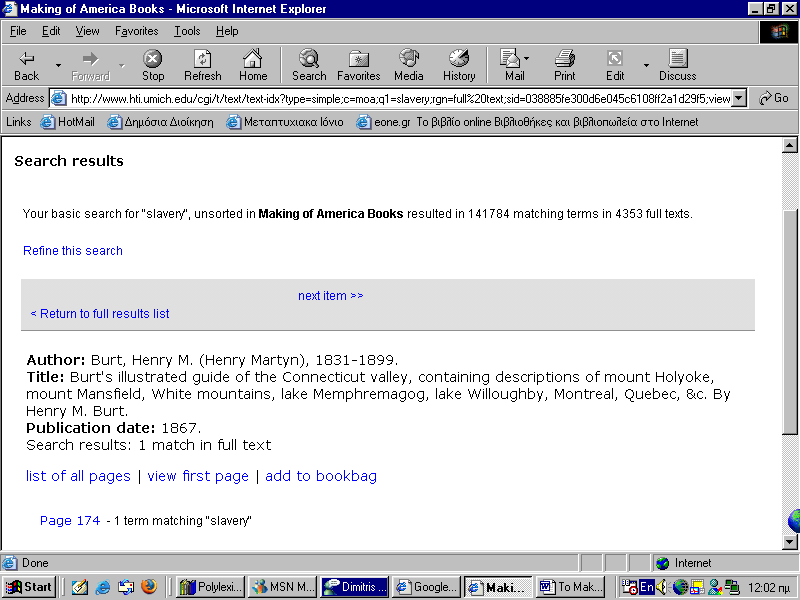 Making of America Books - Microsoft Internet Explorer
File Edit View Favorites Tools Help
Back Forward Stop Refresh Home Search Favorites Media History Mail Print Edit Discuss
Address http://www.hti.umich.edu/cgi/t/text/text-idx?type=simple;c=moa;q1=slavery;rgn=full%20text;sid=038885fe300d6e045c6108ff2a1d29f5;view Go
Links HotMail Δημόσια Διοίκηση Μεταπτυχιακα Ιόνιο eone.gr Το βιβλίο online Βιβλιοθήκες και βιβλιοπωλεία στο Internet
Search results
Your basic search for "slavery", unsorted in Making of America Books resulted in 141784 matching terms in 4353 full texts.
Refine this search
next item >>
< Return to full results list
Author: Burt, Henry M. (Henry Martyn), 1831-1899.
Title: Burt's illustrated guide of the Connecticut valley, containing descriptions of mount Holyoke,
mount Mansfield, White mountains, lake Memphremagog, lake Willoughby, Montreal, Quebec, &c. By
Henry M. Burt.
Publication date: 1867.
Search results: 1 match in full text
list of all pages | view first page | add to bookbag
Page 174 - 1 term matching "slavery"
Done Internet
Start Polylexi... MSN M... Dimitris ... Google... Maki... To Mak... En 12:02 πμ